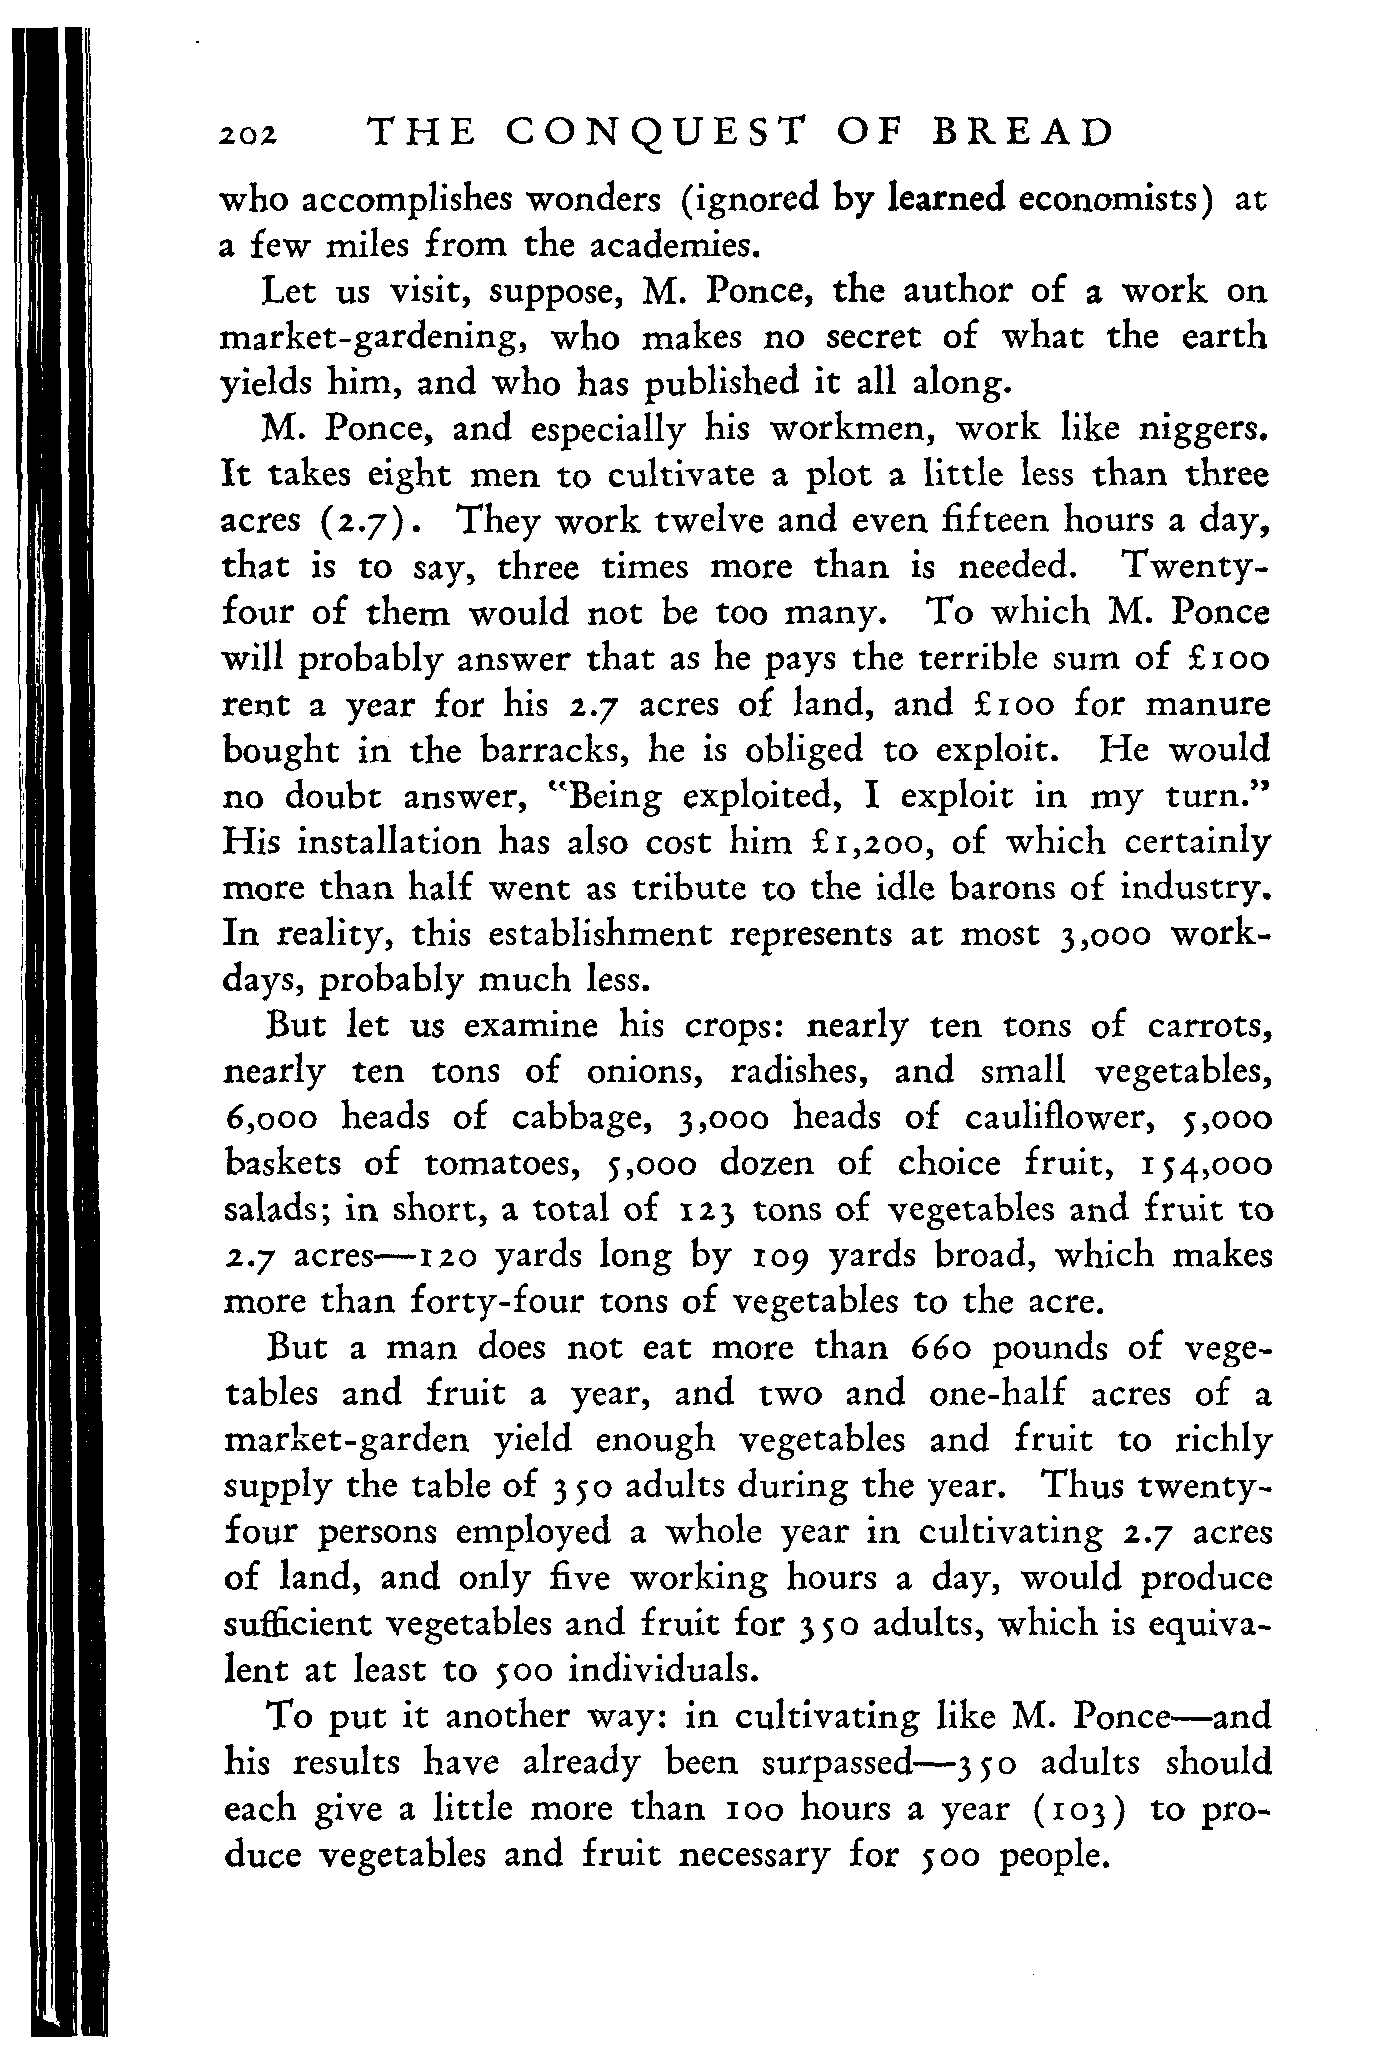 202 THE CONQUEST OF BREAD
who accomplishes wonders (ignored by learned economists) at
a few miles from the academies.
Let us visit, suppose, M. Ponce, the author of a work on
market-gardening, who makes no secret of what the earth
yields him, and who has published it all along.
M. Ponce, and especially his workmen, work like niggers.
It takes eight men to cultivate a plot a little less than three
acres (2.7). They work twelve and even fifteen hours a day,
that is to say, three times more than is needed. Twenty-
four of them would not be too many. To which M. Ponce
will probably answer that as he pays the terrible sum of £100
rent a year for his 2.7 acres of land, and £100 for manure
bought in the barracks, he is obliged to exploit. He would
no doubt answer, "Being exploited, I exploit in my turn."
His installation has also cost him £1,200, of which certainly
more than half went as tribute to the idle barons of industry.
In reality, this establishment represents at most 3,000 work-
days, probably much less.
But let us examine his crops: nearly ten tons of carrots,
nearly ten tons of onions, radishes, and small vegetables,
6,000 heads of cabbage, 3,000 heads of cauliflower, 5,000
baskets of tomatoes, 5,000 dozen of choice fruit, 154,000
salads; in short, a total of 123 tons of vegetables and fruit to
2.7 acres—120 yards long by 109 yards broad, which makes
more than forty-four tons of vegetables to the acre.
But a man does not eat more than 660 pounds of vege-
tables and fruit a year, and two and one-half acres of a
market-garden yield enough vegetables and fruit to richly
supply the table of 350 adults during the year. Thus twenty-
four persons employed a whole year in cultivating 2.7 acres
of land, and only five working hours a day, would produce
sufficient vegetables and fruit for 350 adults, which is equiva-
lent at least to 500 individuals.
To put it another way: in cultivating like M. Ponce—and
his results have already been surpassed—350 adults should
each give a little more than 100 hours a year (103) to pro-
duce vegetables and fruit necessary for 500 people.